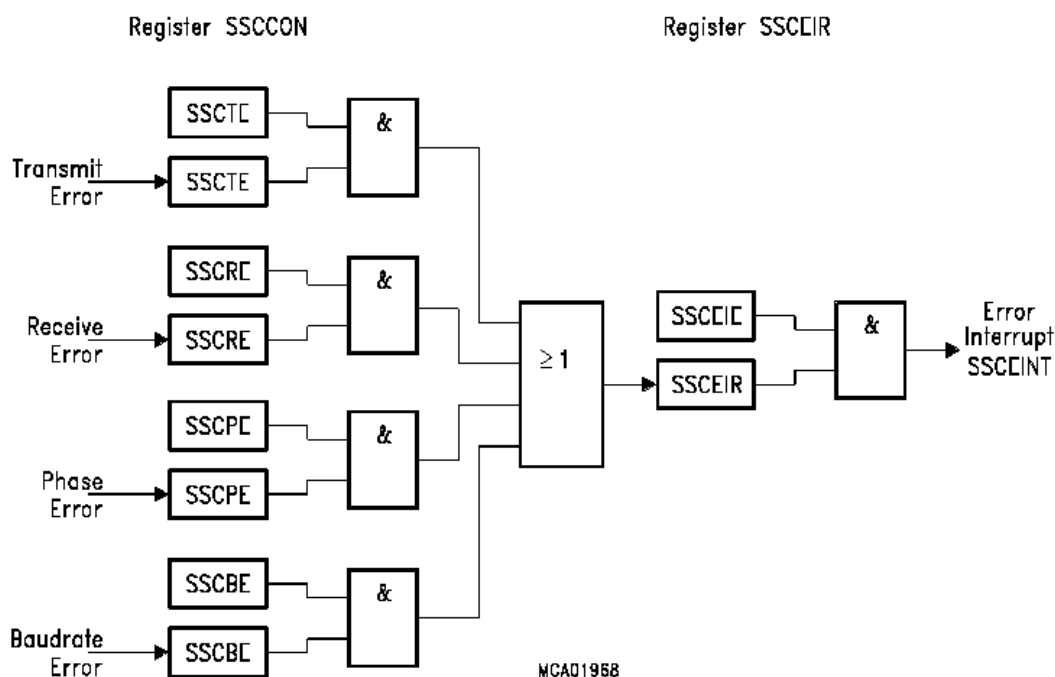 Register SSCCON
Register SSCEIR
SSCTE
&
Transmit
Error
SSCTE
SSCRE
&
Receive
Error
SSCRE
SSCPE
&
Phase
Error
SSCPE
SSCBE
&
Baudrate
Error
SSCBE
≥1
SSCEIE
SSCEIR
&
Error
Interrupt
SSCEINT
MCA01968